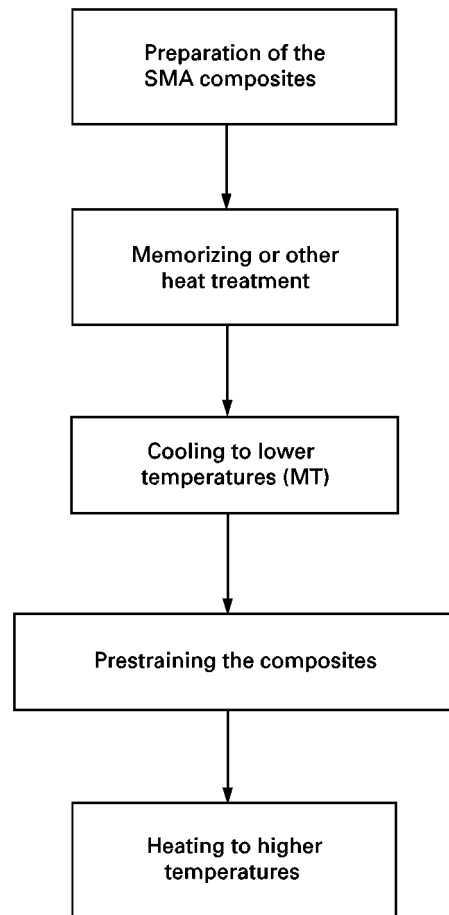 Preparation of the
SMA composites
Memorizing or other
heat treatment
Cooling to lower
temperatures (MT)
Prestraining the composites
Heating to higher
temperatures